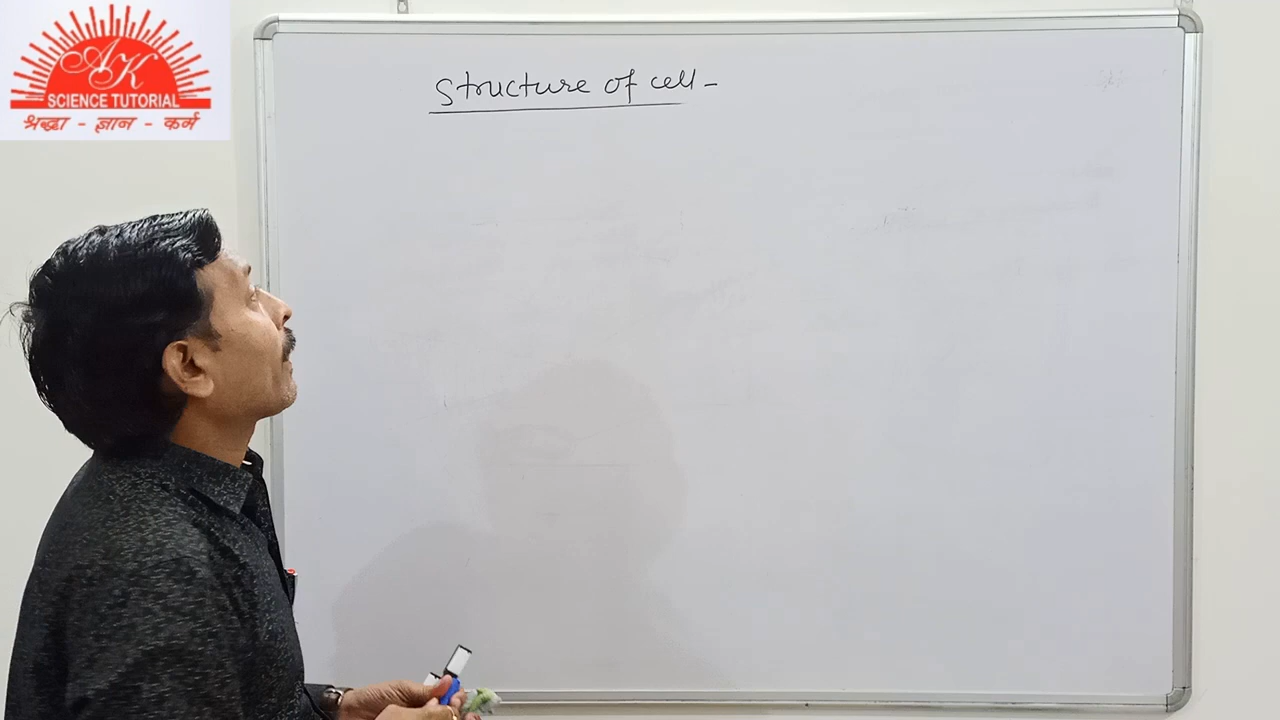 AK
SCIENCE TUTORIAL
श्रद्धा - ज्ञान - कर्म
Structure of cell -